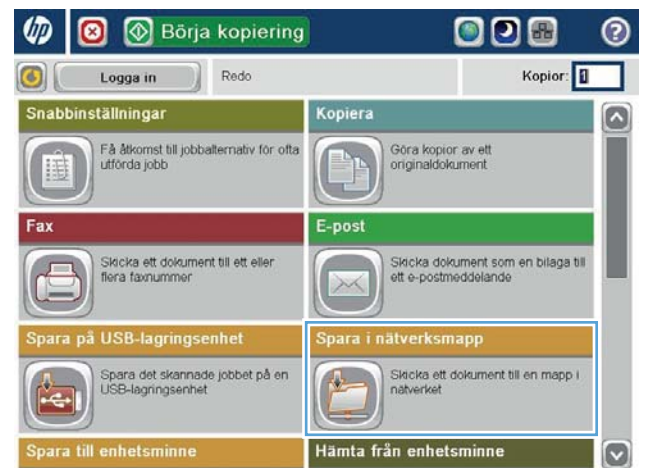 hp
Börja kopiering
?
Logga in
Redo
Kopior: 1
Snabbinställningar
Få åtkomst till jobbalternativ för ofta
utförda jobb
Kopiera
Göra kopior av ett
originaldokument
Fax
Skicka ett dokument till ett eller
flera faxnummer
E-post
Skicka dokument som en bilaga till
ett e-postmeddelande
Spara på USB-lagringsenhet
Spara det skannade jobbet på en
USB-lagringsenhet
Spara i nätverksmapp
Skicka ett dokument till en mapp i
nätverket
Spara till enhetsminne
Hämta från enhetsminne